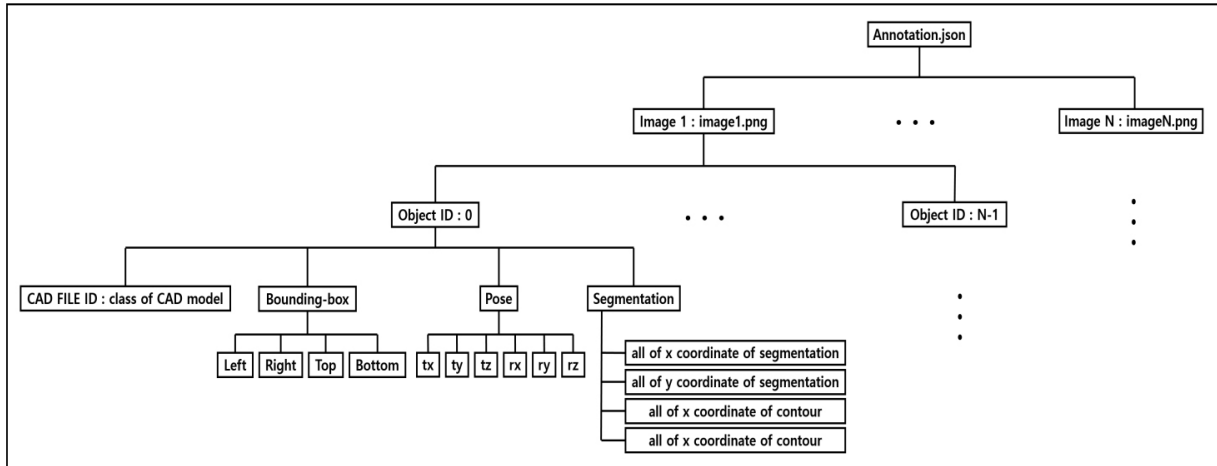 Annotation.json
Image 1 : image1.png
Image N : imageN.png
Object ID : 0
Object ID : N-1
CAD FILE ID : class of CAD model
Bounding-box
Pose
Segmentation
Left
Right
Top
Bottom
tx
ty
tz
rx
ry
rz
all of x coordinate of segmentation
all of y coordinate of segmentation
all of x coordinate of contour
all of x coordinate of contour